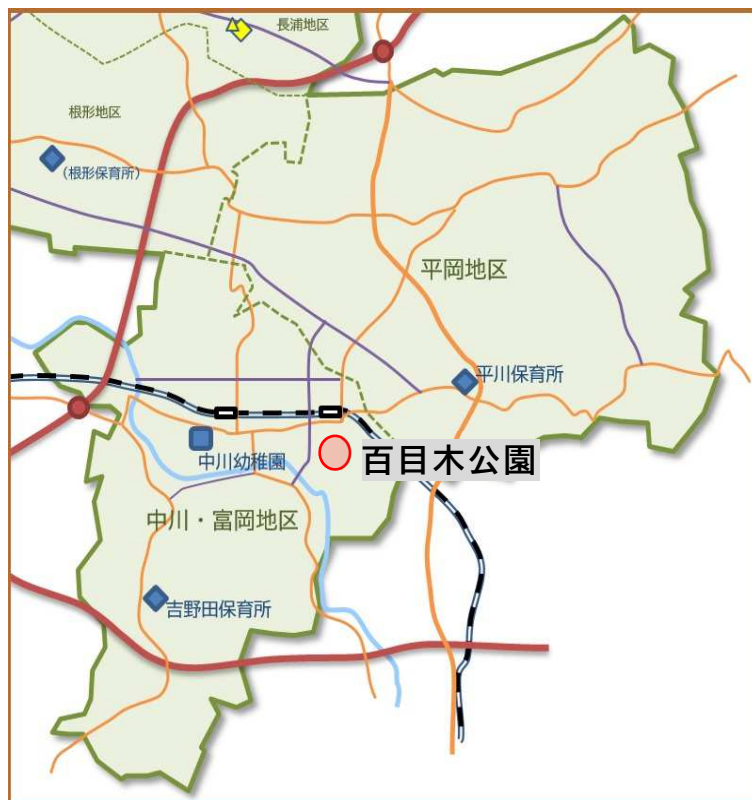 長浦地区
根形地区
(根形保育所)
平岡地区
平川保育所
中川幼稚園
百目木公園
中川・富岡地区
吉野田保育所